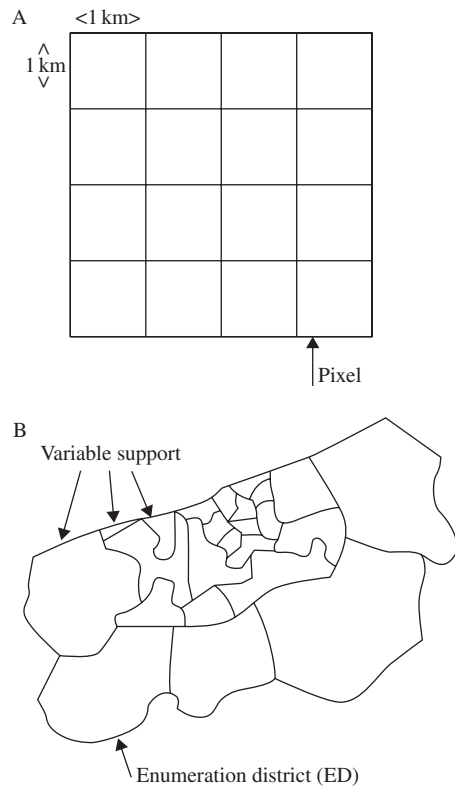 A
<1 km>
1 km
Pixel
B
Variable support
Enumeration district (ED)